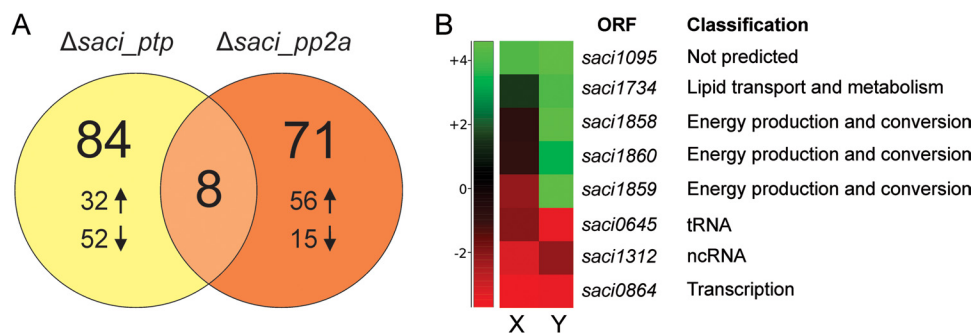 A
Δsaci_ptp Δsaci_pp2a
84 8 71
32 ↑ 56 ↑
52 ↓ 15 ↓
B
ORF Classification
+4
+2
0
-2
saci1095 Not predicted
saci1734 Lipid transport and metabolism
saci1858 Energy production and conversion
saci1860 Energy production and conversion
saci1859 Energy production and conversion
saci0645 tRNA
saci1312 ncRNA
saci0864 Transcription
X Y